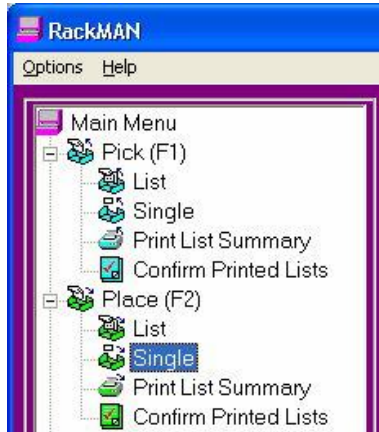 RackMAN
Options Help
Main Menu
Pick (F1)
List
Single
Print List Summary
Confirm Printed Lists
Place (F2)
List
Single
Print List Summary
Confirm Printed Lists